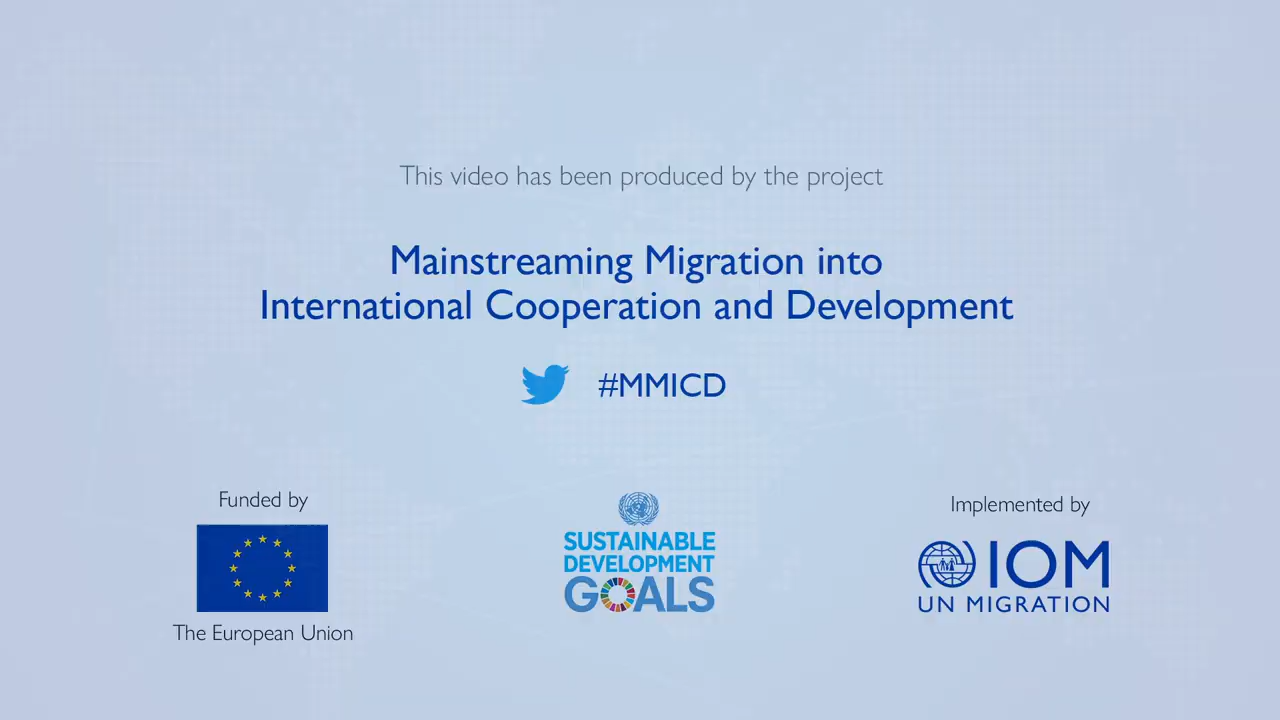 This video has been produced by the project
Mainstreaming Migration into
International Cooperation and Development
#MMICD
Funded by
The European Union
SUSTAINABLE
DEVELOPMENT
GOALS
Implemented by
IOM
UN MIGRATION